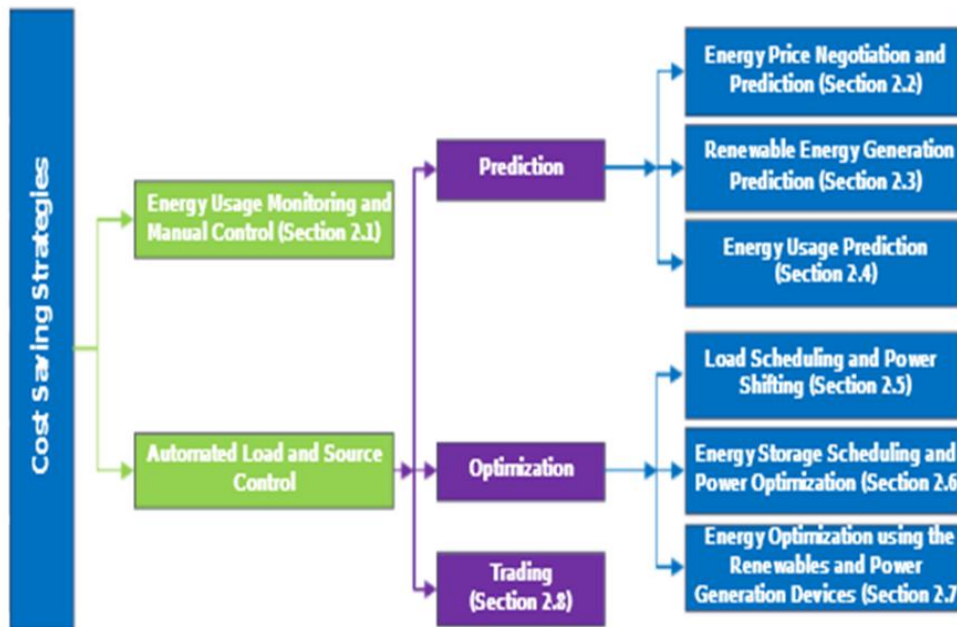 Cost Saving Strategies
Energy Usage Monitoring and
Manual Control (Section 2.1)
Automated Load and Source
Control
Prediction
Optimization
Trading
(Section 2.8)
Energy Price Negotiation and
Prediction (Section 2.2)
Renewable Energy Generation
Prediction (Section 2.3)
Energy Usage Prediction
(Section 2.4)
Load Scheduling and Power
Shifting (Section 2.5)
Energy Storage Scheduling and
Power Optimization (Section 2.6
Energy Optimization using the
Renewables and Power
Generation Devices (Section 2.7